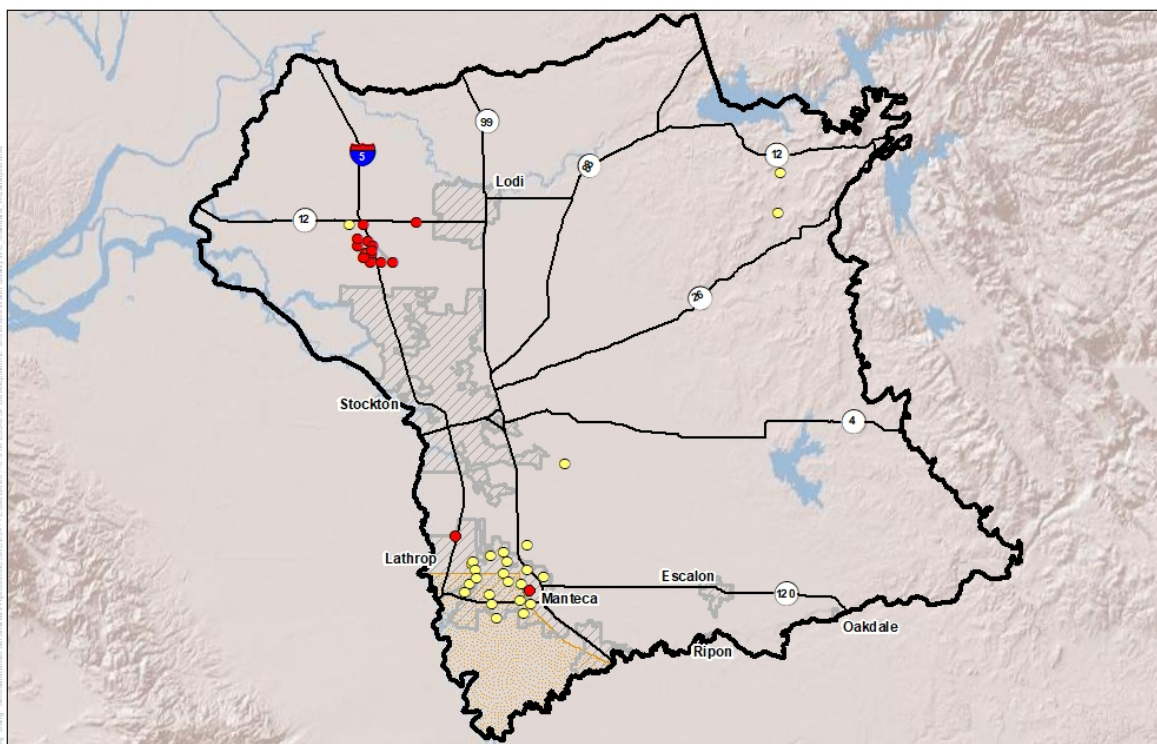 99
5
12
88
Lodi
12
26
Stockton
4
Lathrop
Escalon
Manteca
120
Oakdale
Ripon